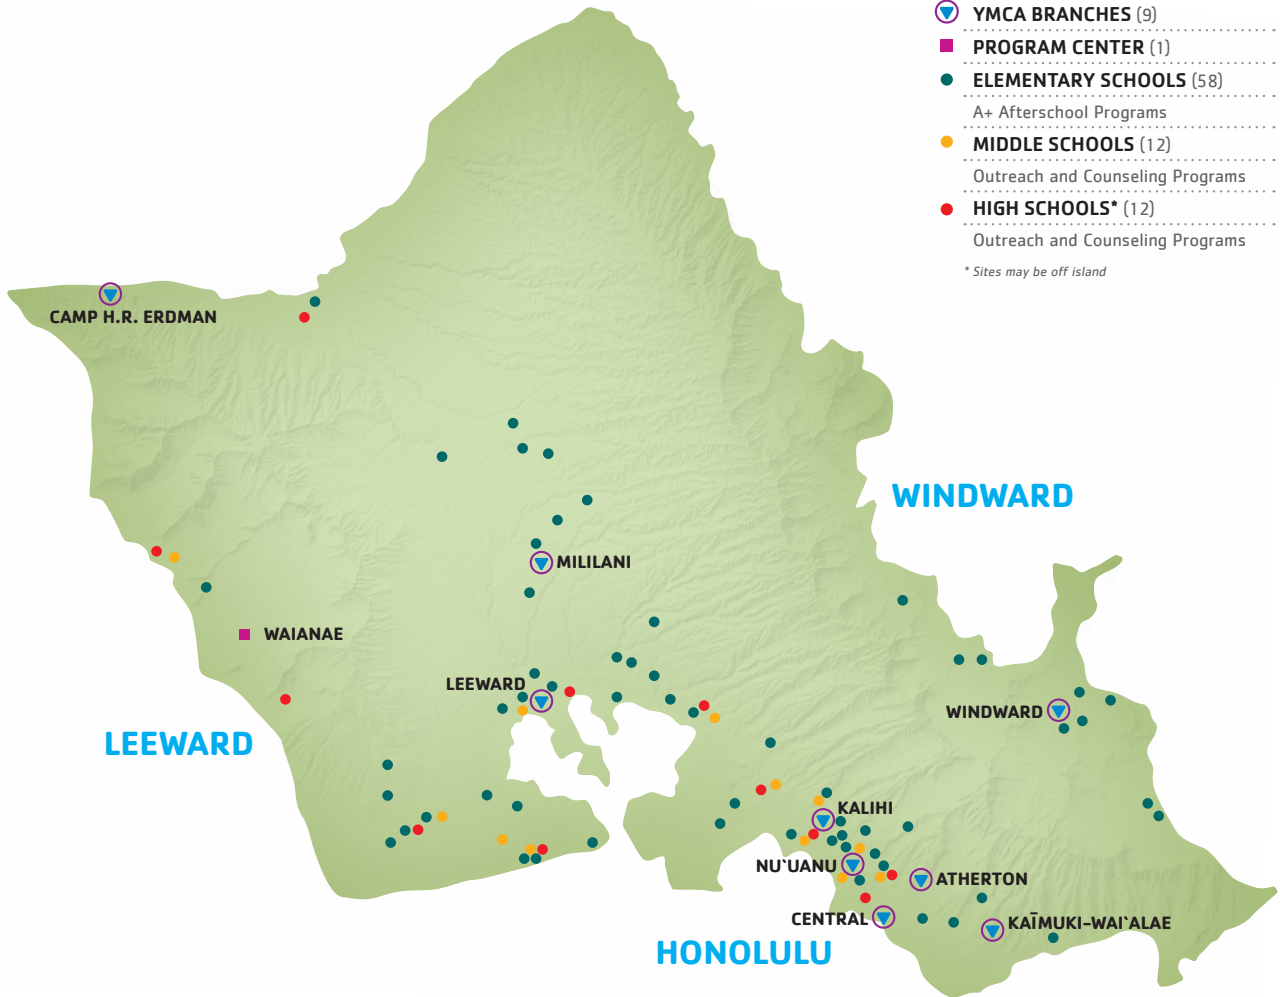 YMCA BRANCHES (9)
PROGRAM CENTER (1)
ELEMENTARY SCHOOLS (58)
A+ Afterschool Programs
MIDDLE SCHOOLS (12)
Outreach and Counseling Programs
HIGH SCHOOLS* (12)
Outreach and Counseling Programs
* Sites may be off island
CAMP H.R. ERDMAN
WINDWARD
MILILANI
WAIANAE
LEEWARD
WINDWARD
LEEWARD
KALIHI
NU`UANU
ATHERTON
CENTRAL
KAĪMUKI-WAI`ALAE
HONOLULU